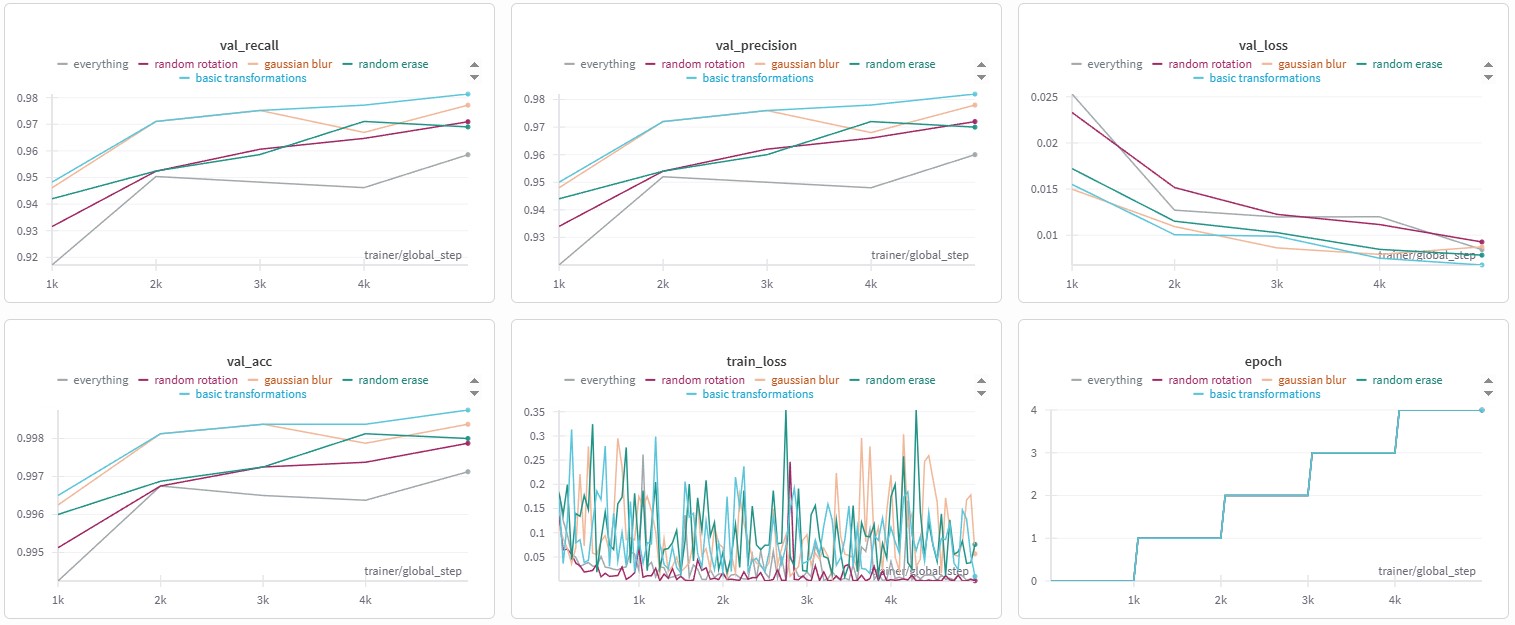 val_recall
everything random rotation gaussian blur random erase
basic transformations
0.98
0.97
0.96
0.95
0.94
0.93
0.92
trainer/global_step
1k 2k 3k 4k
val_precision
everything random rotation gaussian blur random erase
basic transformations
0.98
0.97
0.96
0.95
0.94
0.93
trainer/global_step
1k 2k 3k 4k
val_loss
everything random rotation gaussian blur random erase
basic transformations
0.025
0.02
0.015
0.01
trainer/global_step
1k 2k 3k 4k
val_acc
everything random rotation gaussian blur random erase
basic transformations
0.998
0.997
0.996
0.995
trainer/global_step
1k 2k 3k 4k
train_loss
everything random rotation gaussian blur random erase
basic transformations
0.35
0.3
0.25
0.2
0.15
0.1
0.05
trainer/global_step
1k 2k 3k 4k
epoch
everything random rotation gaussian blur random erase
basic transformations
4
3
2
1
0
trainer/global_step
1k 2k 3k 4k